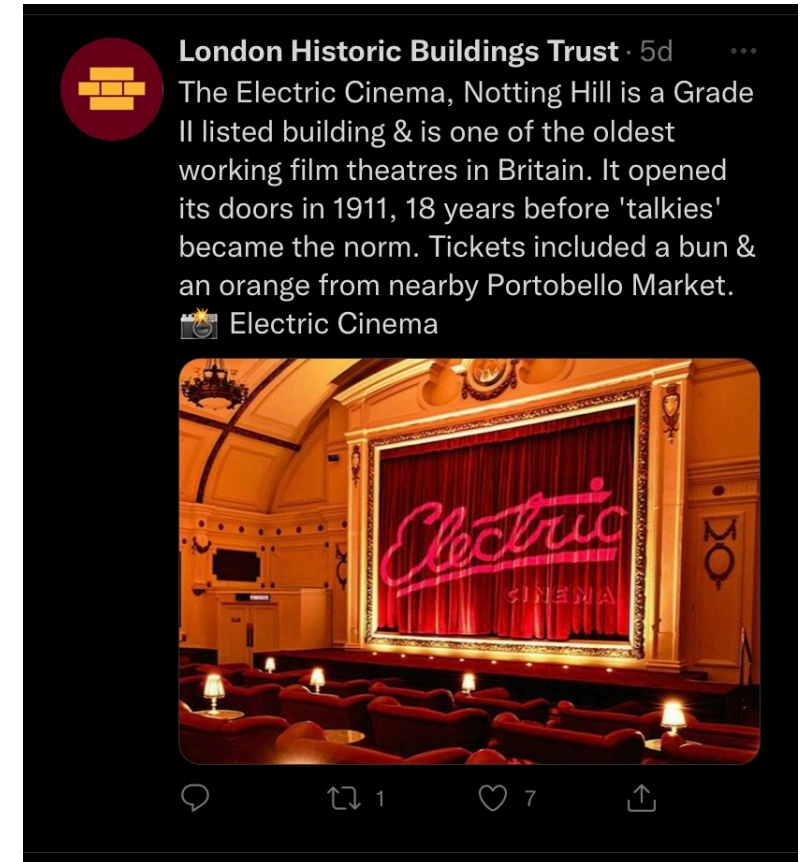 London Historic Buildings Trust · 5d
The Electric Cinema, Notting Hill is a Grade
II listed building & is one of the oldest
working film theatres in Britain. It opened
its doors in 1911, 18 years before 'talkies'
became the norm. Tickets included a bun &
an orange from nearby Portobello Market.
📸 Electric Cinema
Electric
CINEMA
1 7